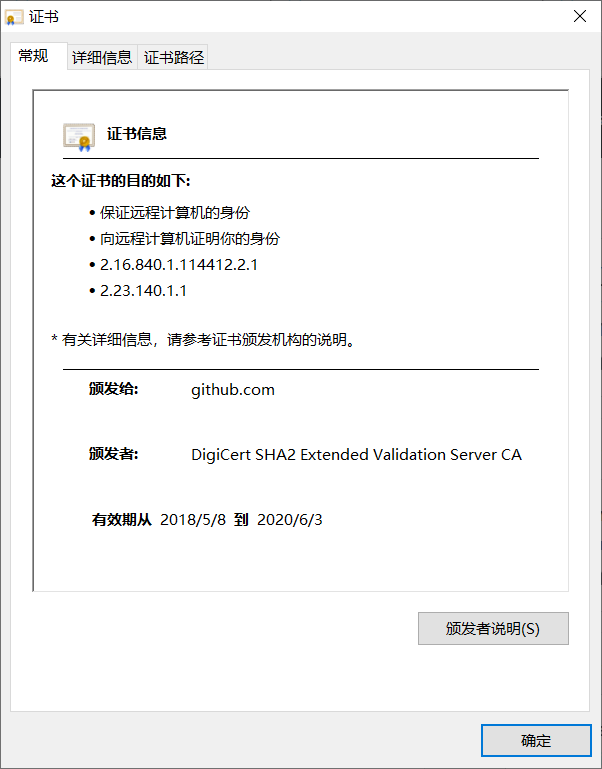 证书
常规 详细信息 证书路径
证书信息
这个证书的目的如下:
• 保证远程计算机的身份
• 向远程计算机证明你的身份
• 2.16.840.1.114412.2.1
• 2.23.140.1.1
* 有关详细信息，请参考证书颁发机构的说明。
颁发给: github.com
颁发者: DigiCert SHA2 Extended Validation Server CA
有效期从 2018/5/8 到 2020/6/3
颁发者说明(S)
确定